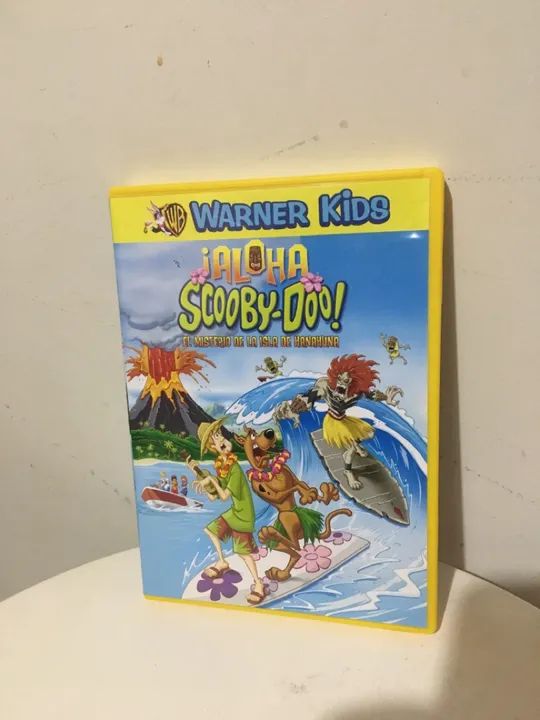 WB WARNER KiDS
¡ALOHA
SCOOBY-DOO!
EL MISTERIO DE LA ISLA DE HANAHUNA